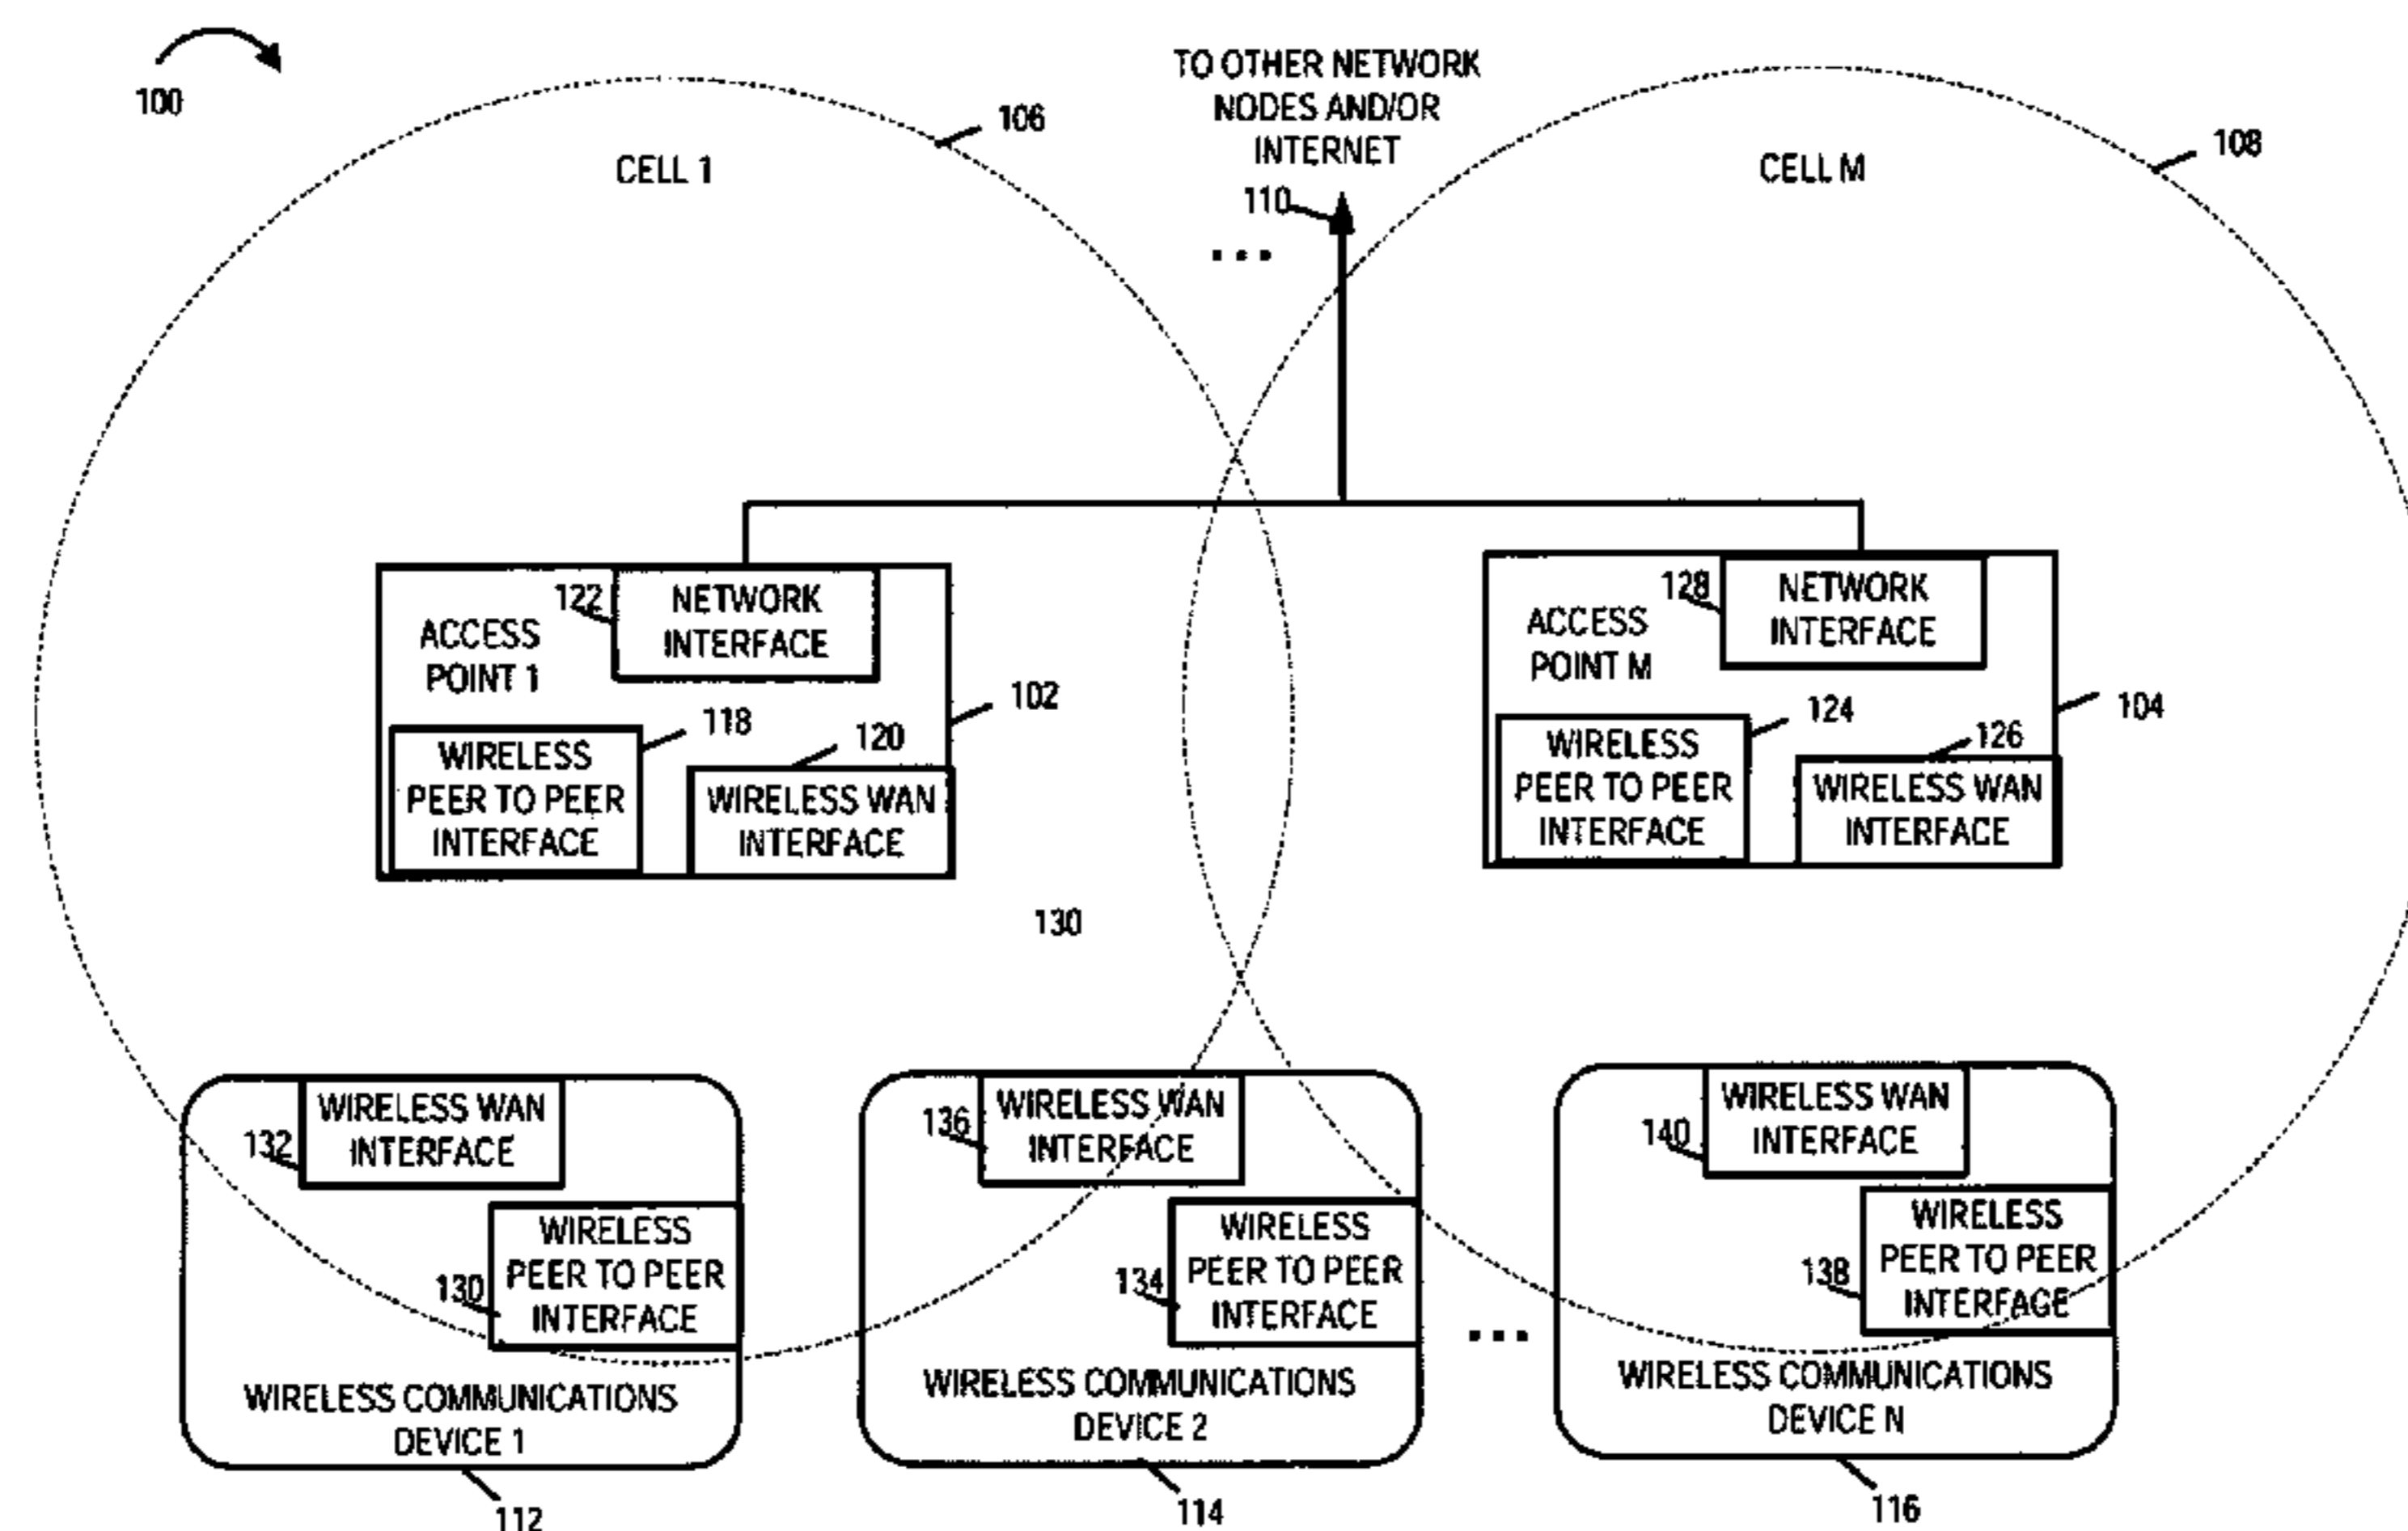 100
TO OTHER NETWORK
NODES AND/OR
INTERNET
106
CELL 1
108
CELL M
110
...
122
NETWORK
INTERFACE
ACCESS
POINT 1
102
118
120
WIRELESS
PEER TO PEER
INTERFACE
WIRELESS WAN
INTERFACE
128
NETWORK
INTERFACE
ACCESS
POINT M
104
124
126
WIRELESS
PEER TO PEER
INTERFACE
WIRELESS WAN
INTERFACE
130
132
WIRELESS WAN
INTERFACE
130
WIRELESS
PEER TO PEER
INTERFACE
WIRELESS COMMUNICATIONS
DEVICE 1
112
136
WIRELESS WAN
INTERFACE
134
WIRELESS
PEER TO PEER
INTERFACE
WIRELESS COMMUNICATIONS
DEVICE 2
114
...
140
WIRELESS WAN
INTERFACE
138
WIRELESS
PEER TO PEER
INTERFAGE
WIRELESS COMMUNICATIONS
DEVICE N
116